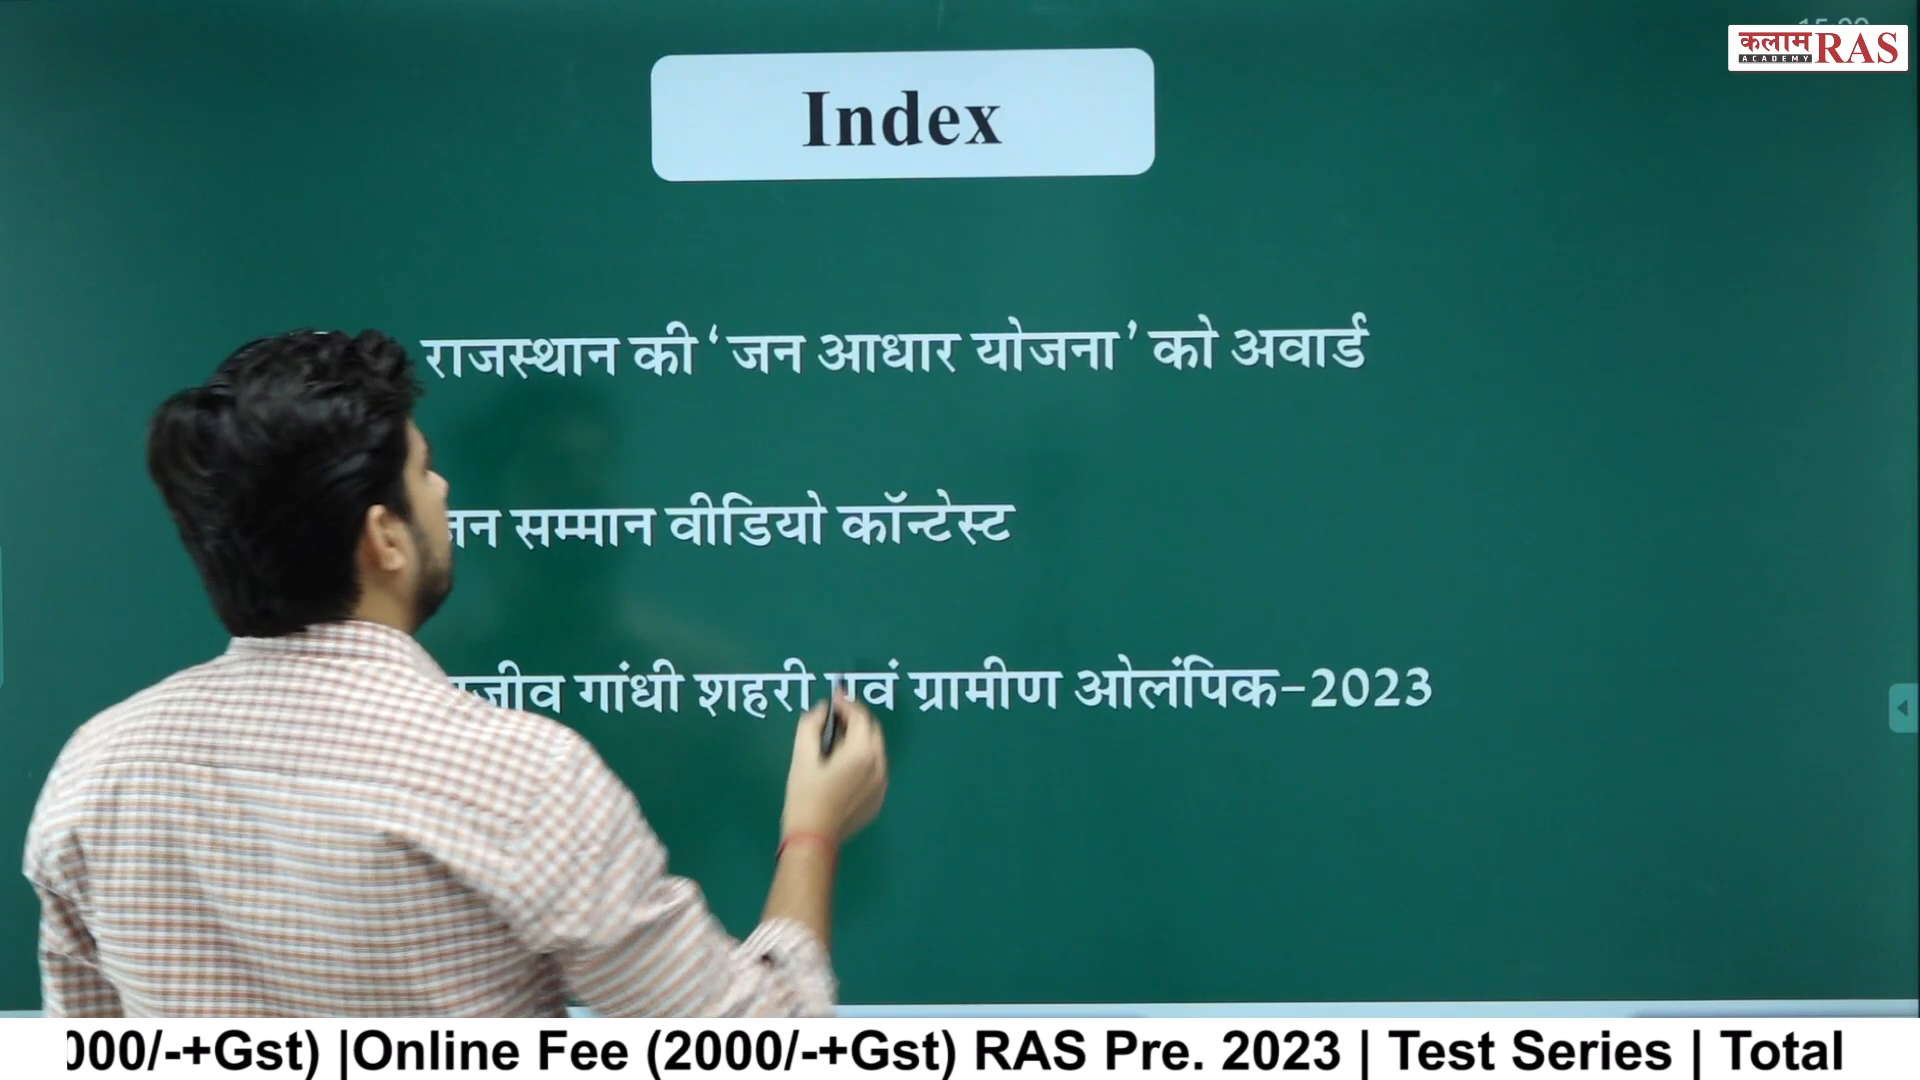 कलाम RAS
ACADEMY
Index
राजस्थान की ‘जन आधार योजना’ को अवार्ड
सम्मान वीडियो कॉन्टेस्ट
गांधी शहरी ग्रामीण ओलंपिक-2023
000/-+Gst) |Online Fee (2000/-+Gst) RAS Pre. 2023 | Test Series | Total